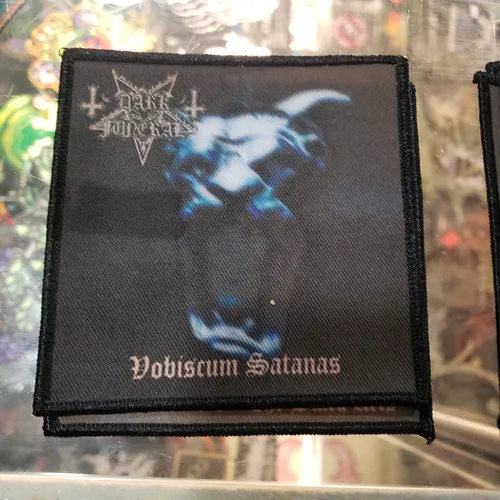 DARK
FUNERAL
Vobiscum Satanas